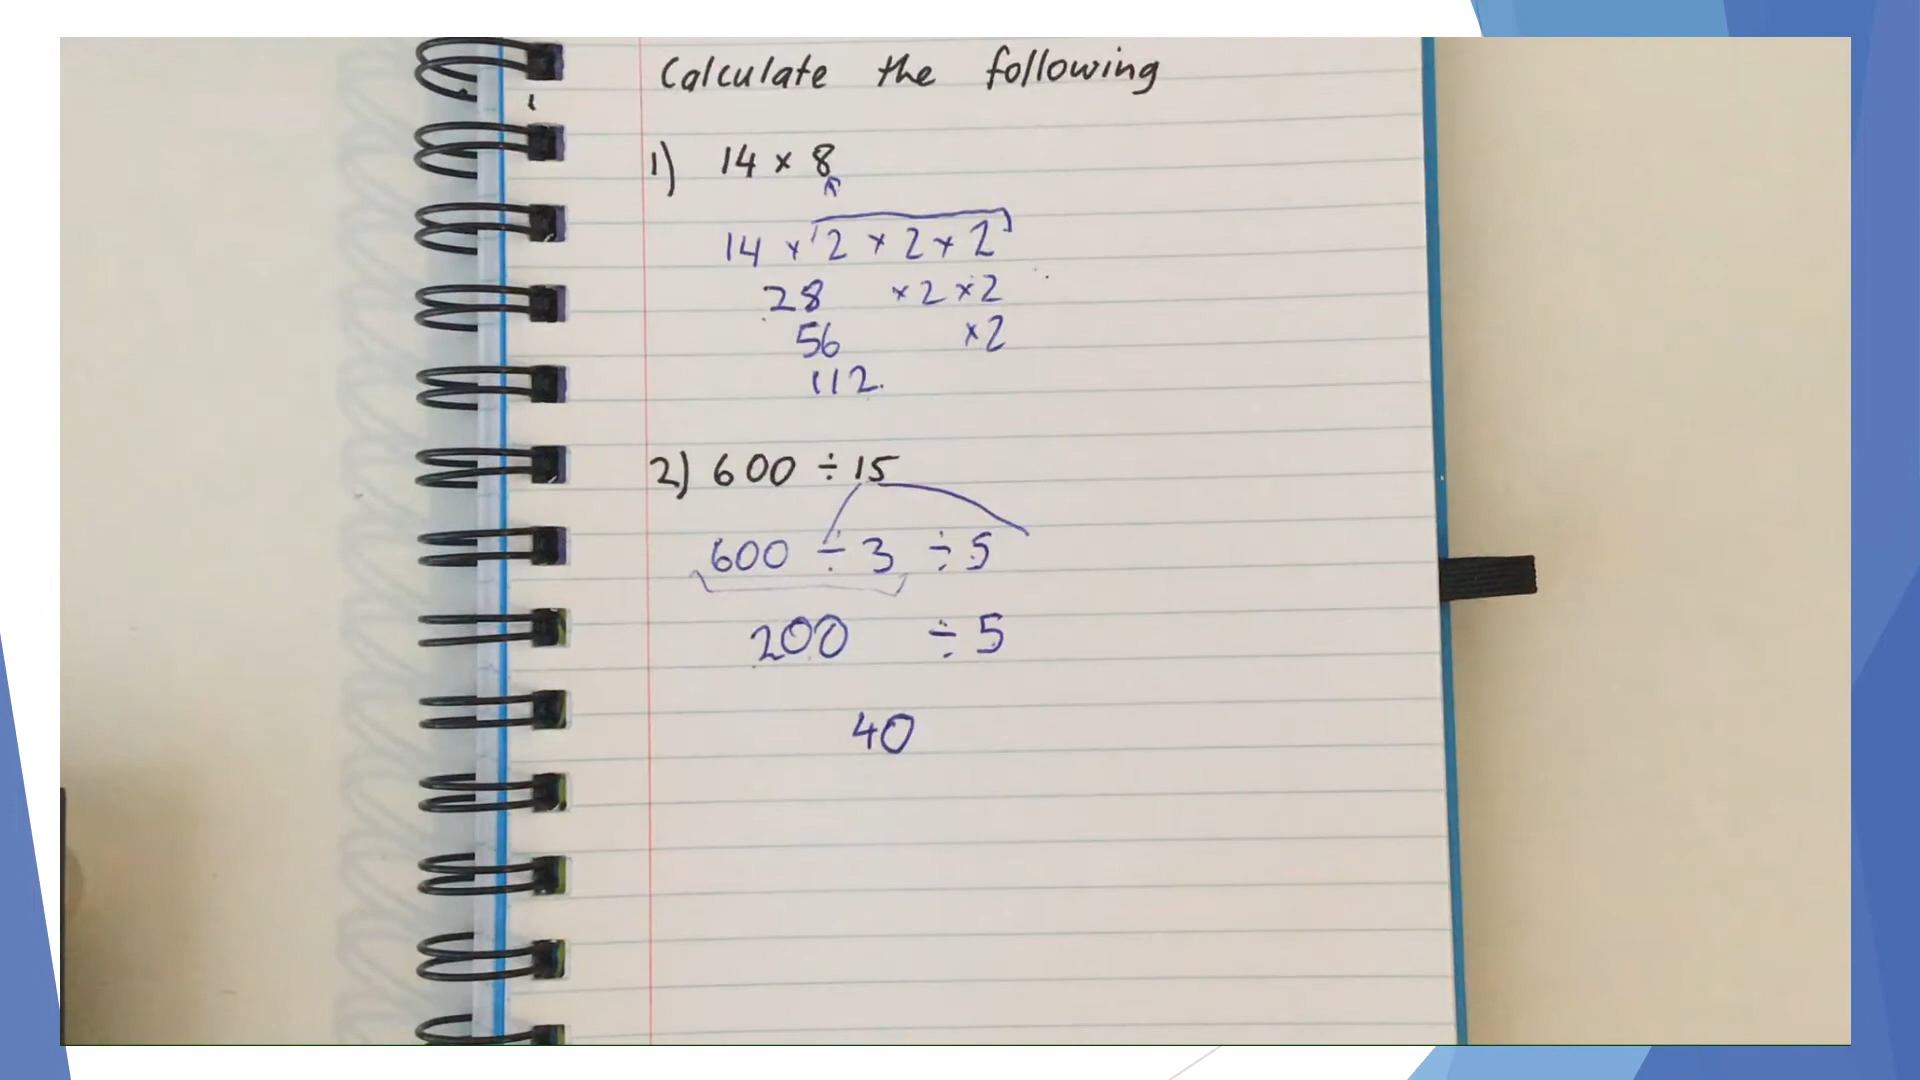 Calculate the following
1) 14 × 8
14 × 2 × 2 × 2
28 × 2 × 2
56 × 2
112.
2) 600 ÷ 15
600 ÷ 3 ÷ 5
200 ÷ 5
40